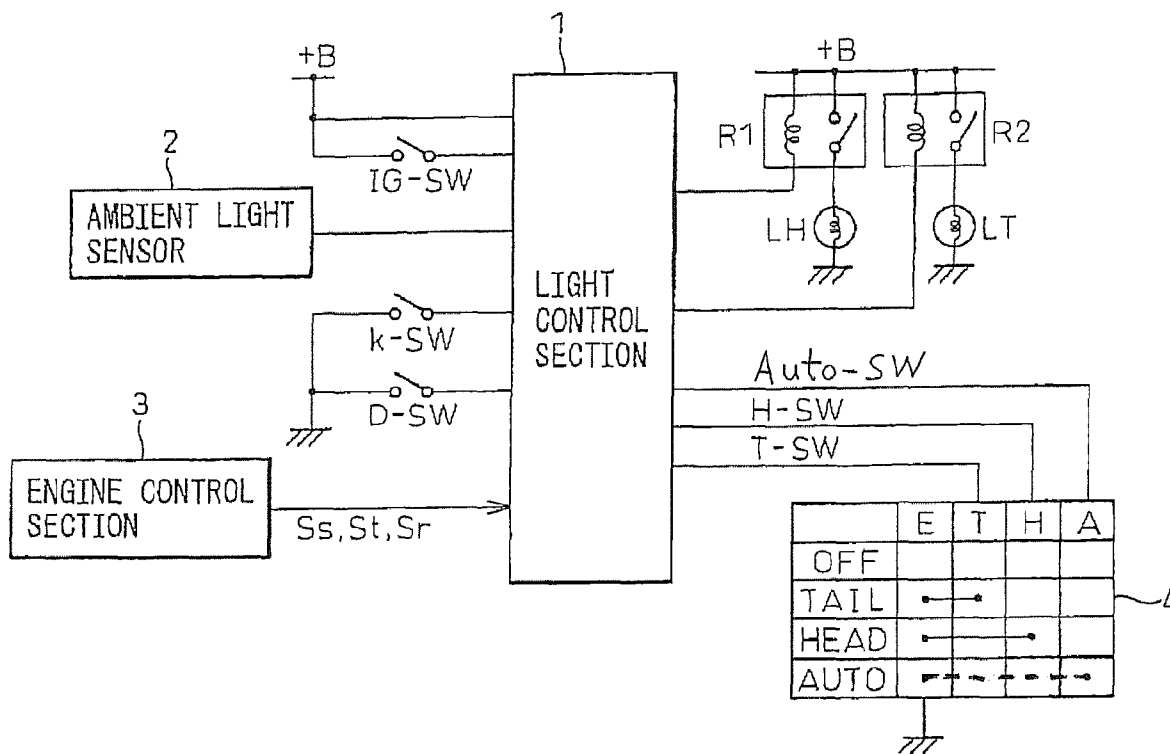 1
+B
+B
R1
R2
2
IG-SW
AMBIENT LIGHT
SENSOR
LH
LT
LIGHT
CONTROL
SECTION
k-SW
D-SW
Auto-SW
H-SW
T-SW
3
ENGINE CONTROL
SECTION
Ss,St,Sr
E T H A
OFF
TAIL
HEAD
AUTO